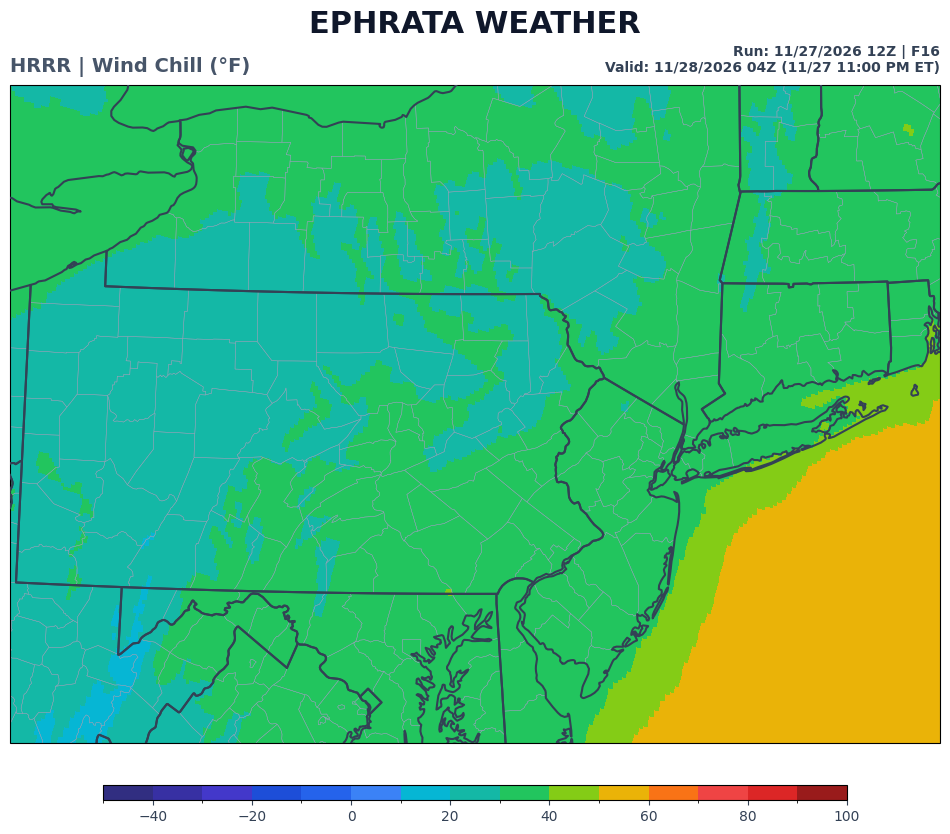 EPHRATA WEATHER
HRRR | Wind Chill (°F)
Run: 11/27/2026 12Z | F16
Valid: 11/28/2026 04Z (11/27 11:00 PM ET)
−40 −20 0 20 40 60 80 100